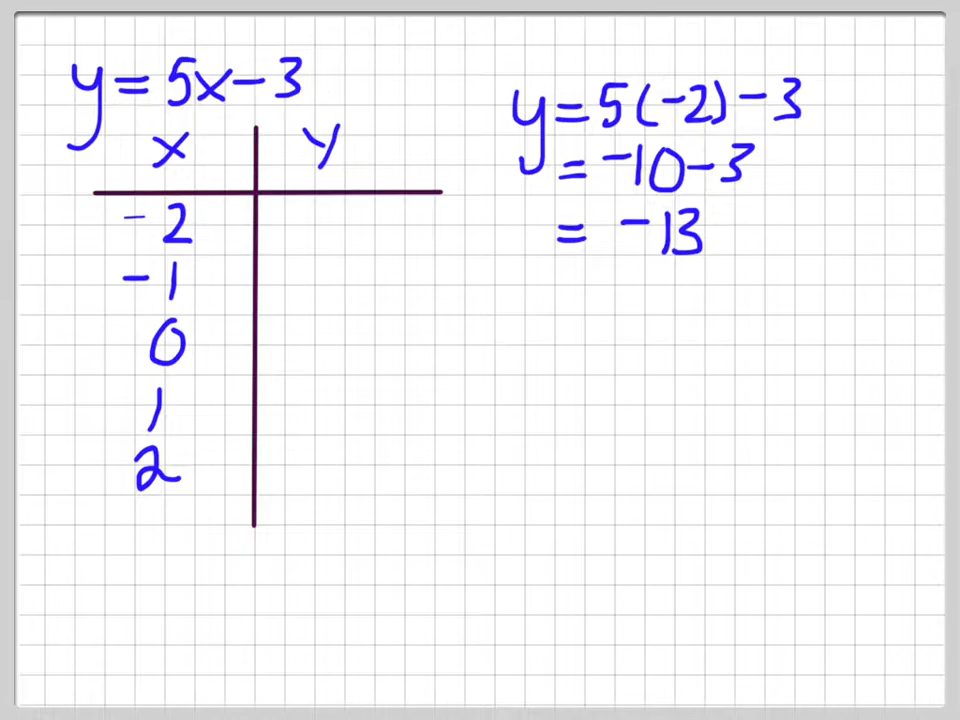 y = 5x - 3
x y
-2
-1
0
1
2
y = 5(-2) - 3
= -10 - 3
= -13